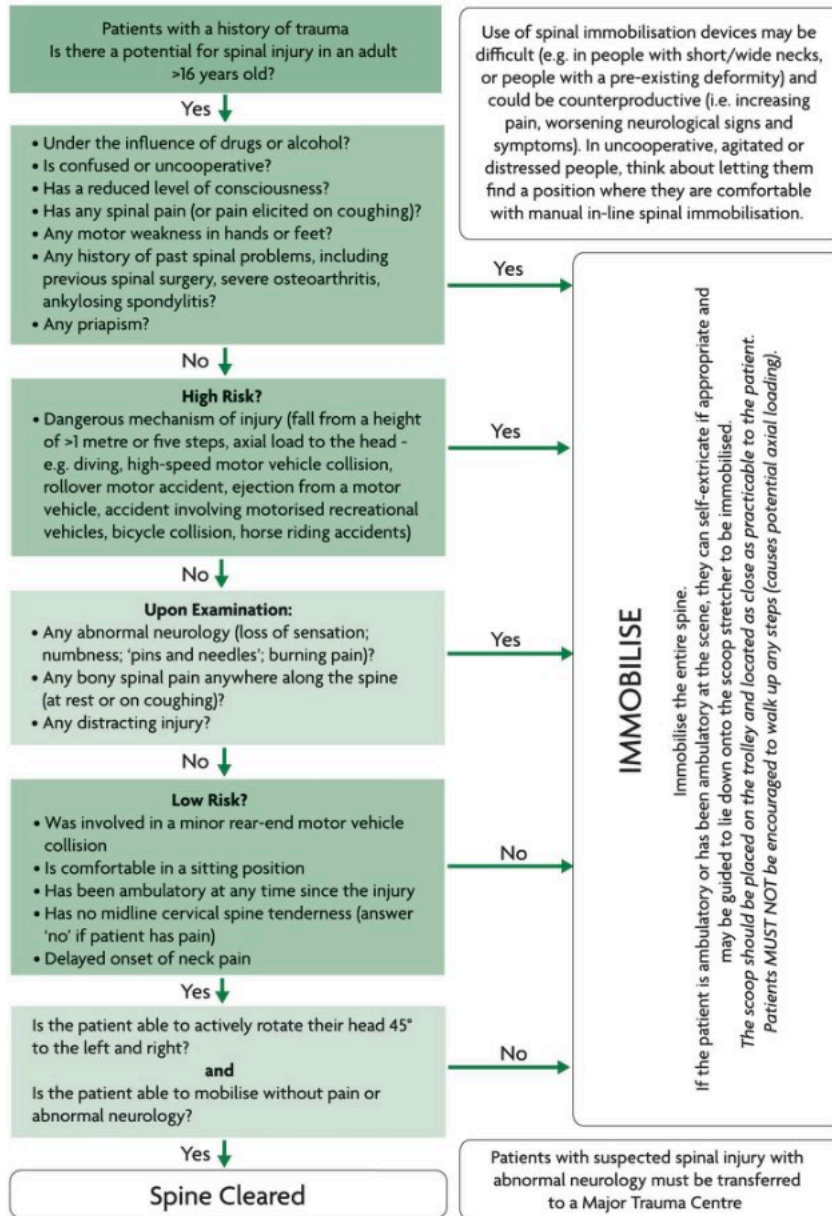 Patients with a history of trauma
Is there a potential for spinal injury in an adult
>16 years old?
Yes
• Under the influence of drugs or alcohol?
• Is confused or uncooperative?
• Has a reduced level of consciousness?
• Has any spinal pain (or pain elicited on coughing)?
• Any motor weakness in hands or feet?
• Any history of past spinal problems, including
previous spinal surgery, severe osteoarthritis,
ankylosing spondylitis?
• Any priapism?
Yes
No
High Risk?
• Dangerous mechanism of injury (fall from a height
of >1 metre or five steps, axial load to the head -
e.g. diving, high-speed motor vehicle collision,
rollover motor accident, ejection from a motor
vehicle, accident involving motorised recreational
vehicles, bicycle collision, horse riding accidents)
Yes
No
Upon Examination:
• Any abnormal neurology (loss of sensation;
numbness; ‘pins and needles’; burning pain)?
• Any bony spinal pain anywhere along the spine
(at rest or on coughing)?
• Any distracting injury?
Yes
No
Low Risk?
• Was involved in a minor rear-end motor vehicle
collision
• Is comfortable in a sitting position
• Has been ambulatory at any time since the injury
• Has no midline cervical spine tenderness (answer
‘no’ if patient has pain)
• Delayed onset of neck pain
No
Yes
Is the patient able to actively rotate their head 45°
to the left and right?
and
Is the patient able to mobilise without pain or
abnormal neurology?
No
Yes
Spine Cleared
Use of spinal immobilisation devices may be
difficult (e.g. in people with short/wide necks,
or people with a pre-existing deformity) and
could be counterproductive (i.e. increasing
pain, worsening neurological signs and
symptoms). In uncooperative, agitated or
distressed people, think about letting them
find a position where they are comfortable
with manual in-line spinal immobilisation.
IMMOBILISE
Immobilise the entire spine.
If the patient is ambulatory or has been ambulatory at the scene, they can self-extricate if appropriate and
may be guided to lie down onto the scoop stretcher to be immobilised.
The scoop should be placed on the trolley and located as close as practicable to the patient.
Patients MUST NOT be encouraged to walk up any steps (causes potential axial loading).
Patients with suspected spinal injury with
abnormal neurology must be transferred
to a Major Trauma Centre